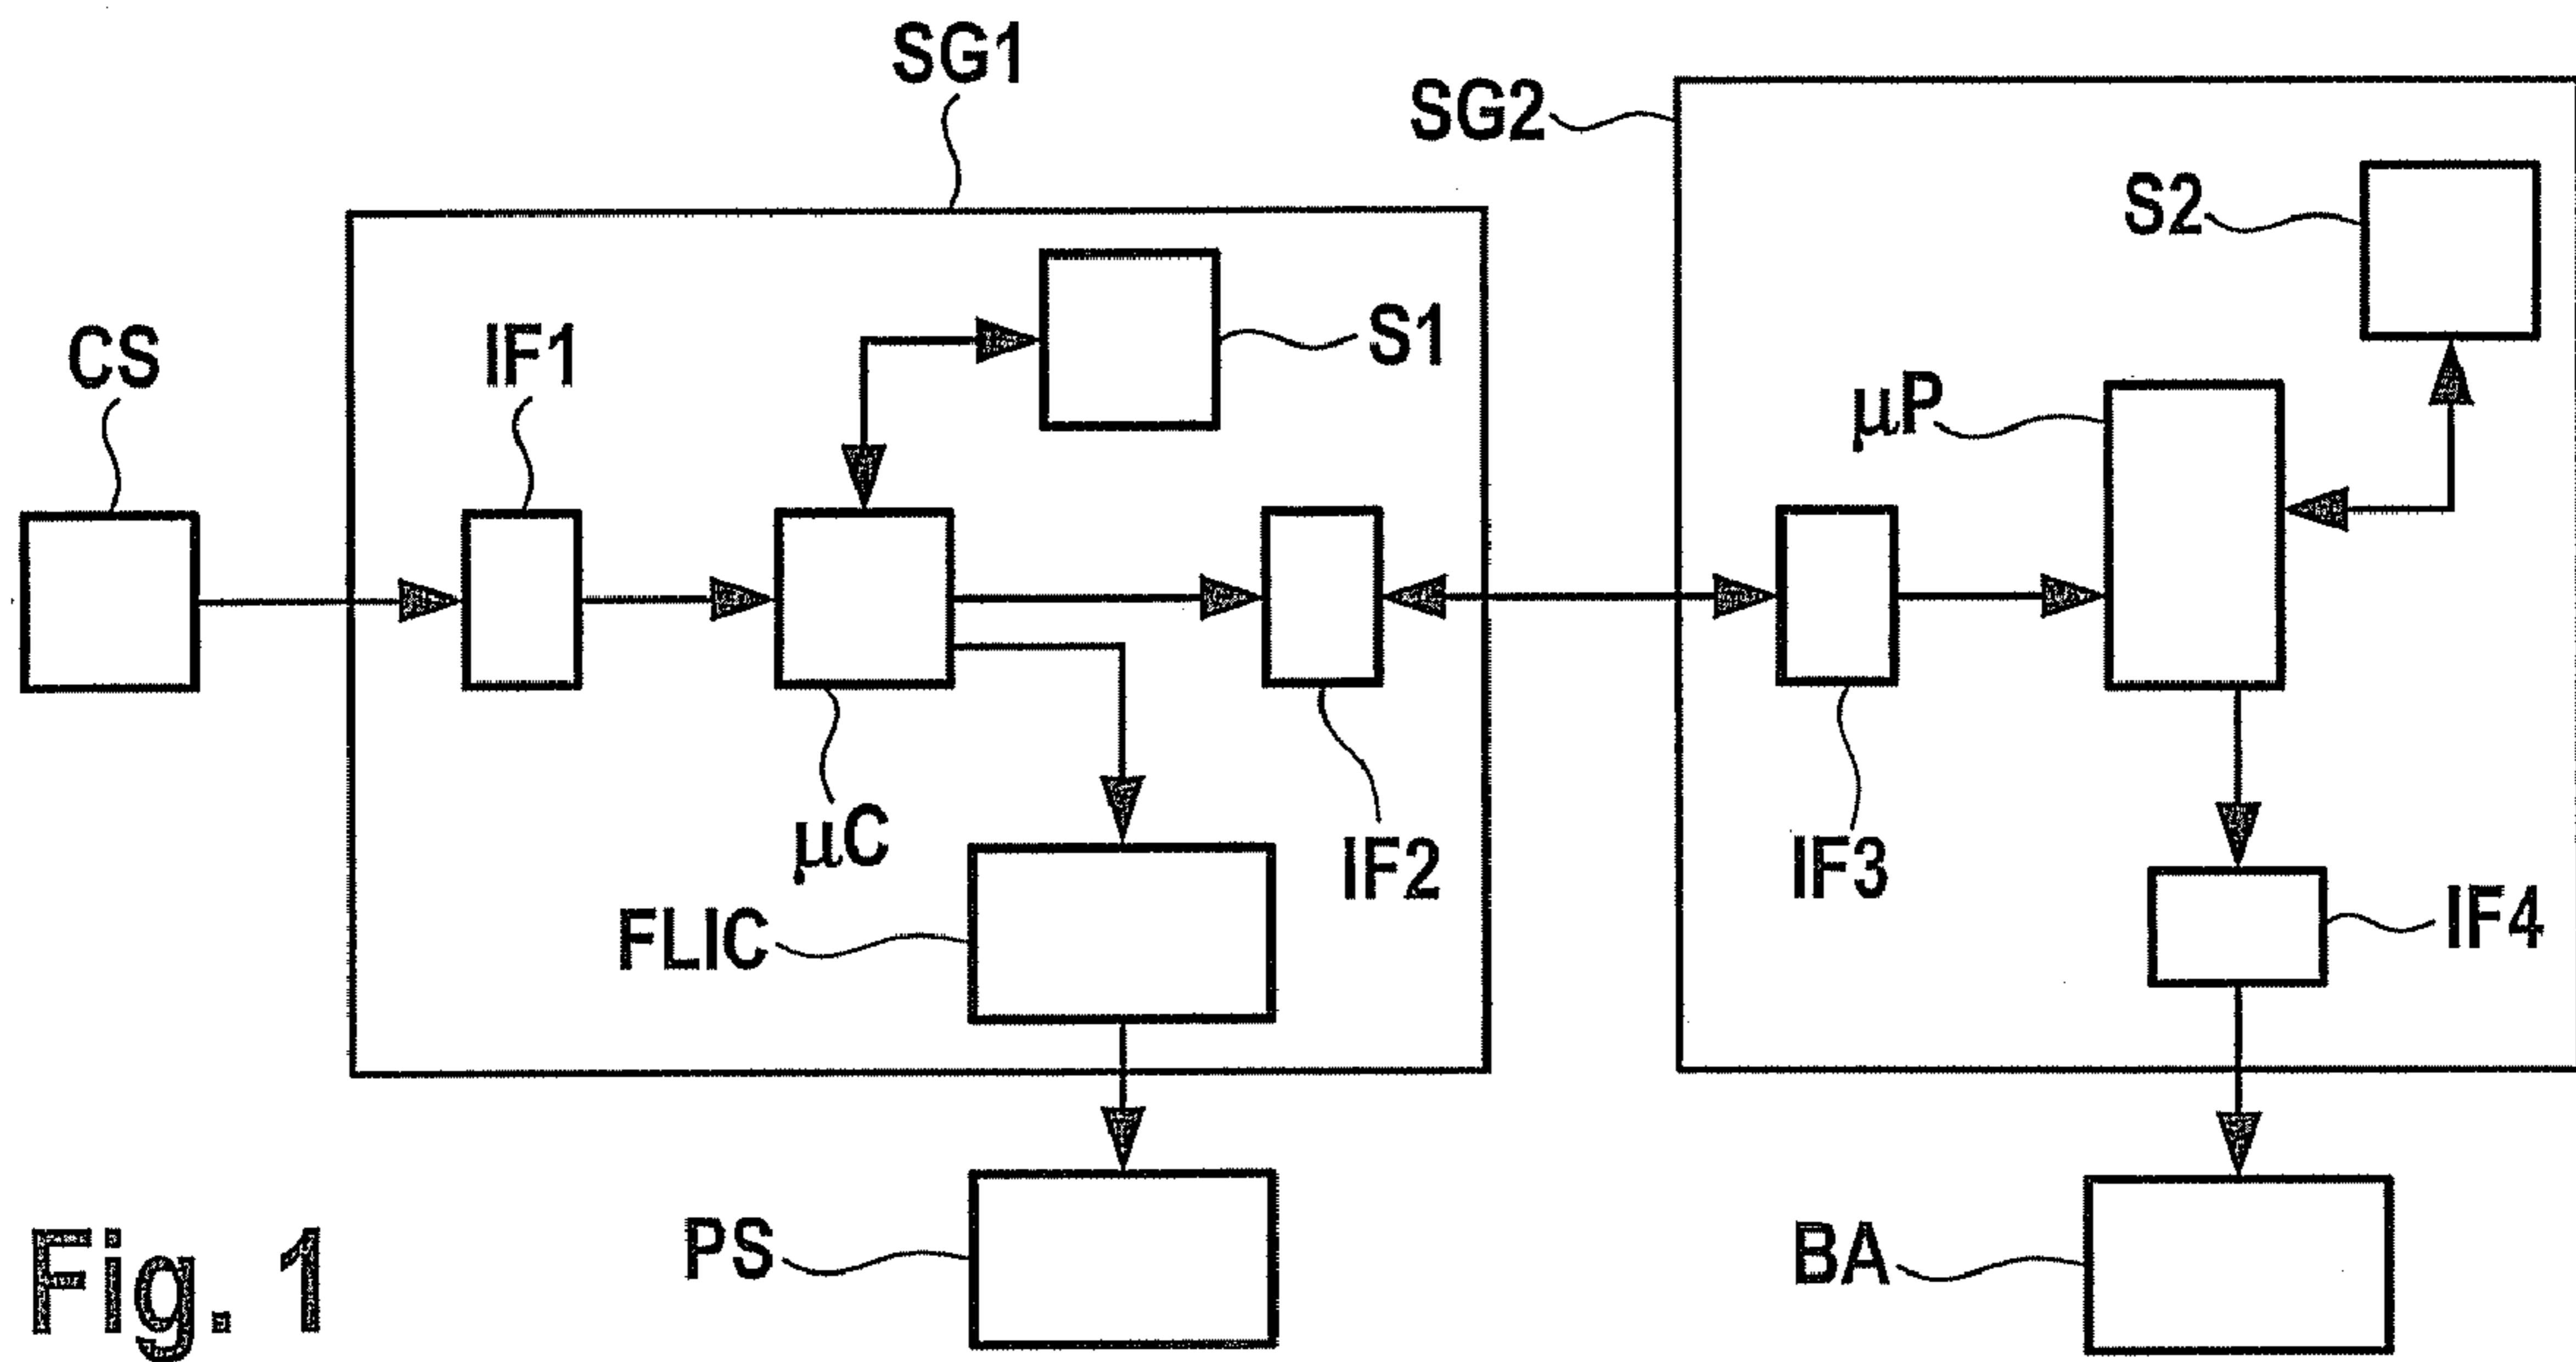 SG1
SG2
S2
CS
IF1
S1
μP
μC
IF2
IF3
FLIC
IF4
PS
BA
Fig. 1